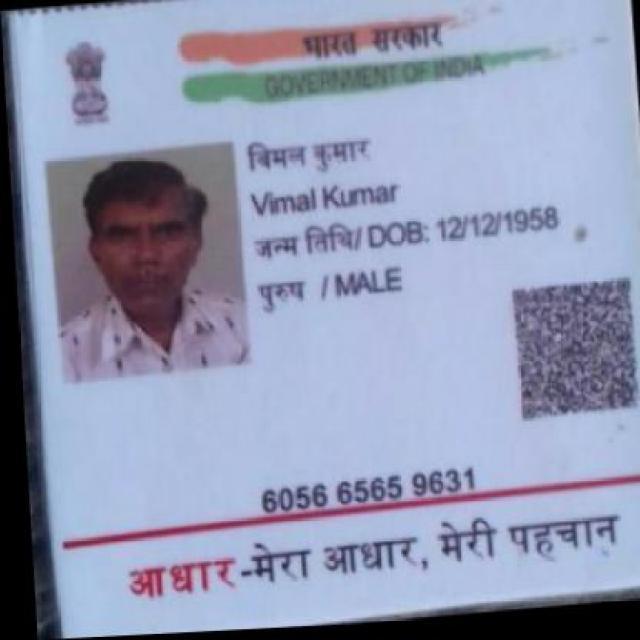 भारत सरकार
GOVERNMENT OF INDIA
विमल कुमार
Vimal Kumar
जन्म तिथि/ DOB: 12/12/1958
पुरुष / MALE
6056 6565 9631
आधार-मेरा आधार, मेरी पहचान